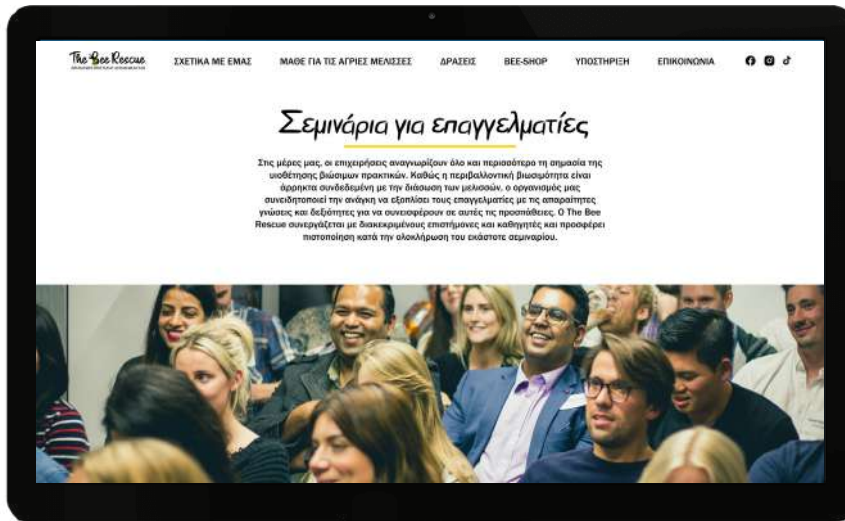 The Bee Rescue
ΣΧΕΤΙΚΑ ΜΕ ΕΜΑΣ
ΜΑΘΕ ΓΙΑ ΤΙΣ ΑΓΡΙΕΣ ΜΕΛΙΣΣΕΣ
ΔΡΑΣΕΙΣ
BEE-SHOP
ΥΠΟΣΤΗΡΙΞΗ
ΕΠΙΚΟΙΝΩΝΙΑ
Σεμινάρια για επαγγελματίες
Στις μέρες μας, οι επιχειρήσεις αναγνωρίζουν όλο και περισσότερο τη σημασία της
υιοθέτησης βιώσιμων πρακτικών. Καθώς η περιβαλλοντική βιωσιμότητα είναι
άρρηκτα συνδεδεμένη με την διάσωση των μελισσών, ο οργανισμός μας
συνειδητοποιεί την ανάγκη να εξοπλίσει τους επαγγελματίες με τις απαραίτητες
γνώσεις και δεξιότητες για να συνεισφέρουν σε αυτές τις προσπάθειες. Ο The Bee
Rescue συνεργάζεται με διακεκριμένους επιστήμονες και καθηγητές και προσφέρει
πιστοποίηση κατά την ολοκλήρωση του εκάστοτε σεμιναρίου.